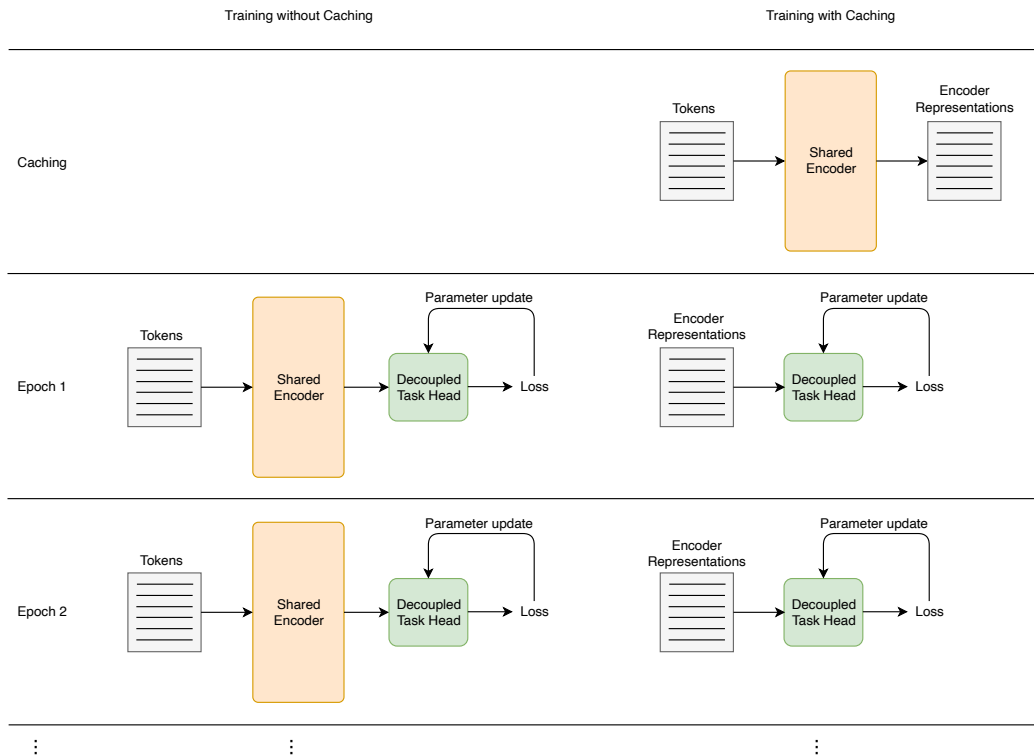 Training without Caching
Training with Caching
Caching
Tokens
Shared
Encoder
Encoder
Representations
Epoch 1
Tokens
Shared
Encoder
Parameter update
Decoupled
Task Head
Loss
Encoder
Representations
Parameter update
Decoupled
Task Head
Loss
Epoch 2
Tokens
Shared
Encoder
Parameter update
Decoupled
Task Head
Loss
Encoder
Representations
Parameter update
Decoupled
Task Head
Loss
⋮
⋮
⋮